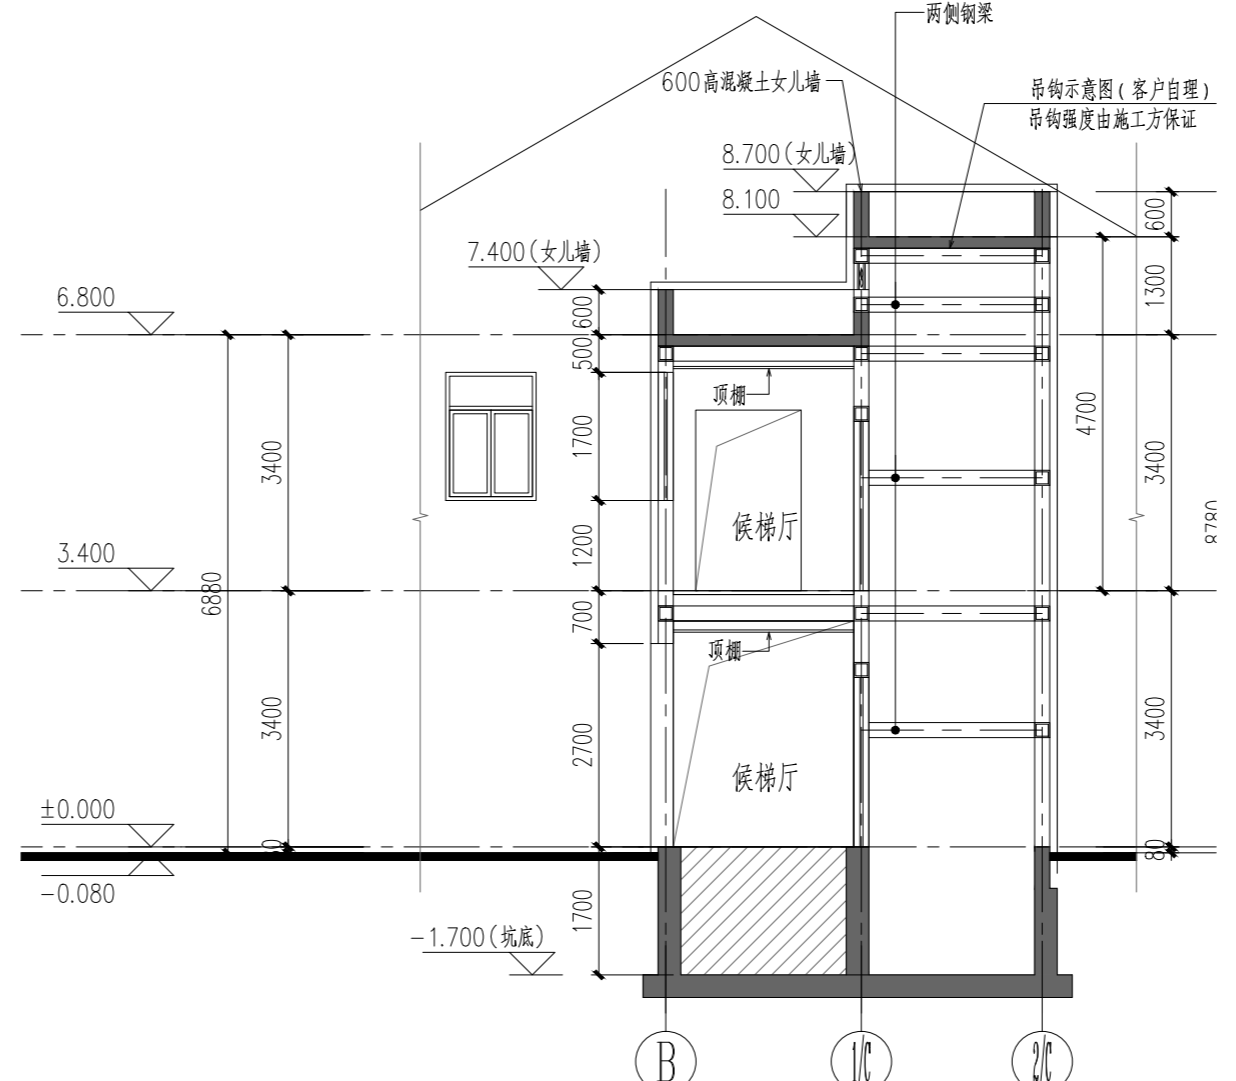 两侧钢梁
600高混凝土女儿墙
吊钩示意图(客户自理)
吊钩强度由施工方保证
8.700(女儿墙)
8.100
7.400(女儿墙)
6.800
600
1300
600
500
顶棚
4700
3400
1700
3400
8780
候梯厅
1200
3.400
6880
700
顶棚
3400
2700
3400
候梯厅
±0.000
80
80
-0.080
1700
-1.700(坑底)
B
1/C
2/C